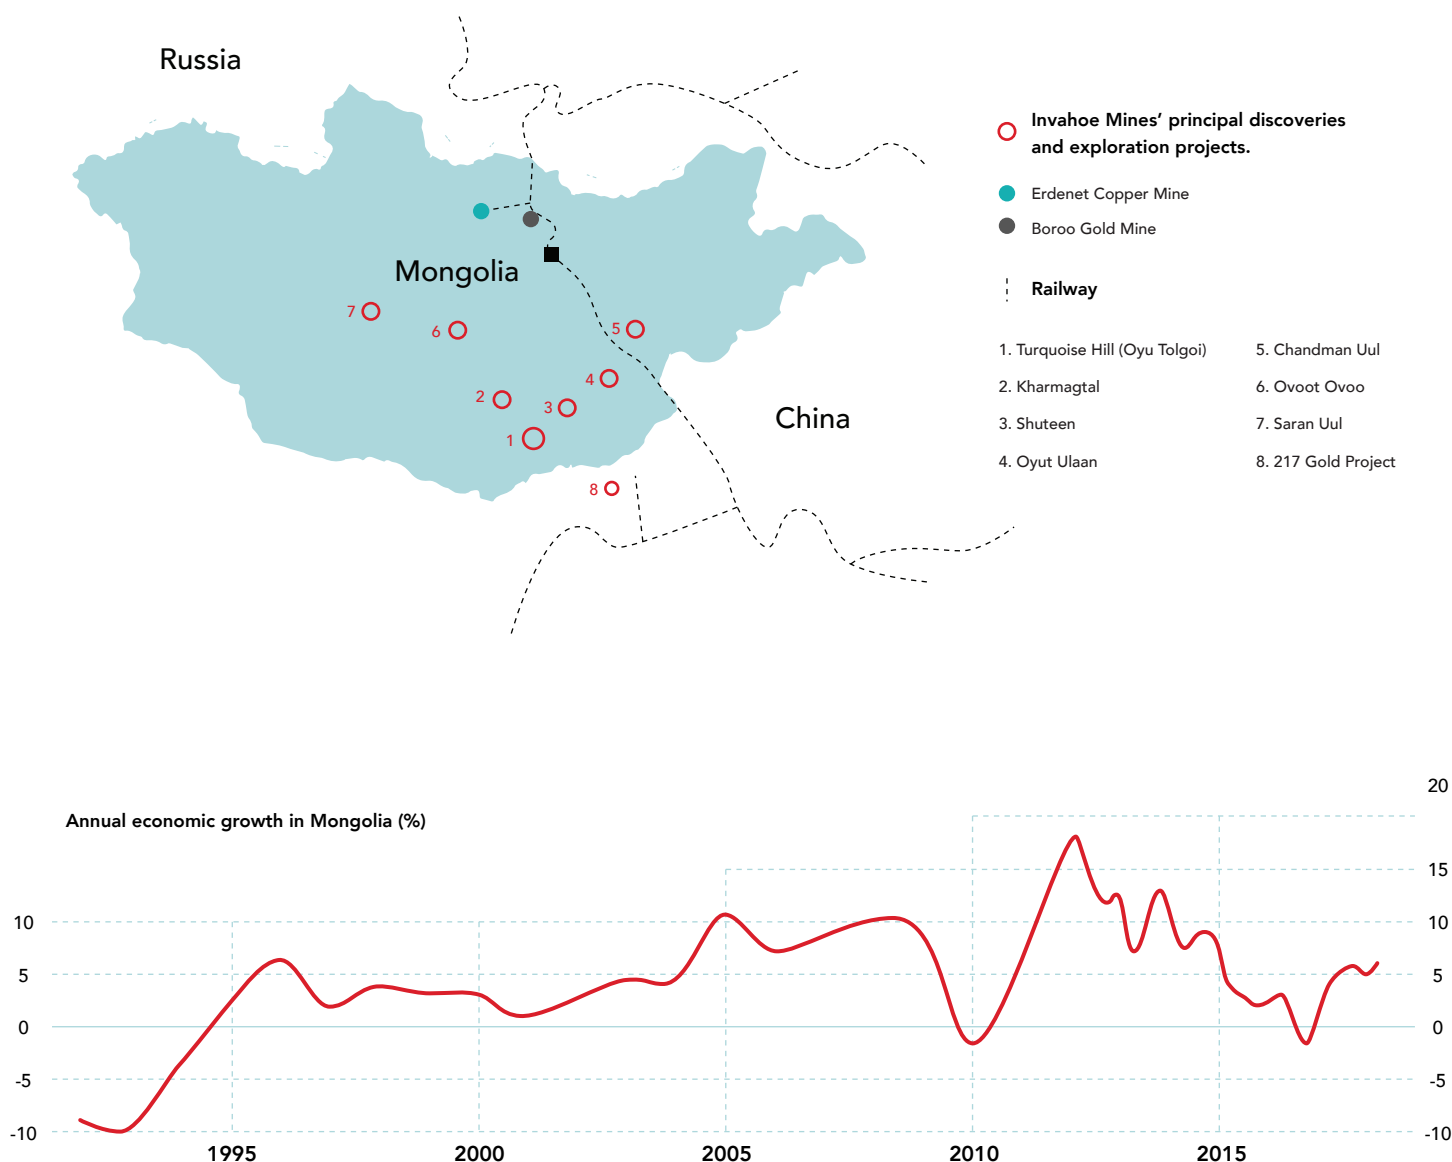 Russia
Mongolia
China
7
6
5
4
2
3
1
8
Invahoe Mines’ principal discoveries
and exploration projects.
Erdenet Copper Mine
Boroo Gold Mine
Railway
1. Turquoise Hill (Oyu Tolgoi)
2. Kharmagtal
3. Shuteen
4. Oyut Ulaan
5. Chandman Uul
6. Ovoot Ovoo
7. Saran Uul
8. 217 Gold Project
Annual economic growth in Mongolia (%)
10
5
0
-5
-10
20
15
10
5
0
-5
-10
1995
2000
2005
2010
2015